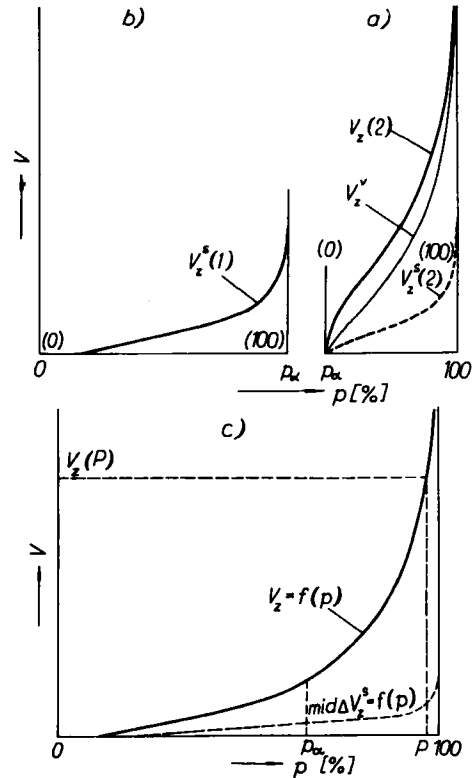 b) a)
V_z(2)
V_z^v
(0) (100)
V_z^s(1) V_z^s(2)
V
(0) (100)
0 p_α p_α 100
p [%] p [%]
c)
V_z(P)
V
V_z = f(p)
mid ΔV_z^s = f(p)
0 p_α P 100
p [%]